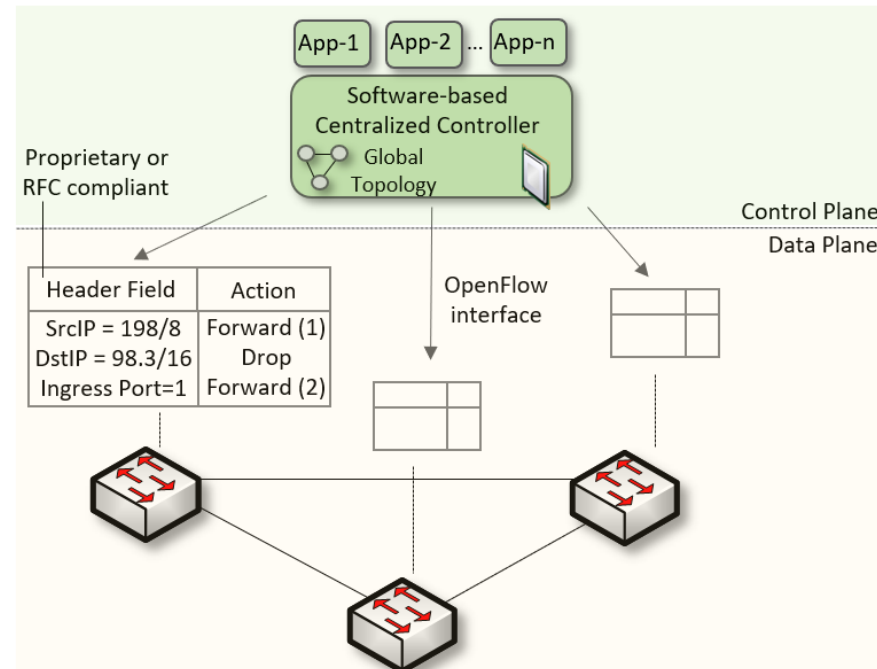 App-1 App-2 ... App-n
Software-based
Centralized Controller
Global
Topology
Proprietary or
RFC compliant
Control Plane
Data Plane
OpenFlow
interface
Header Field Action
SrcIP = 198/8 Forward (1)
DstIP = 98.3/16 Drop
Ingress Port=1 Forward (2)